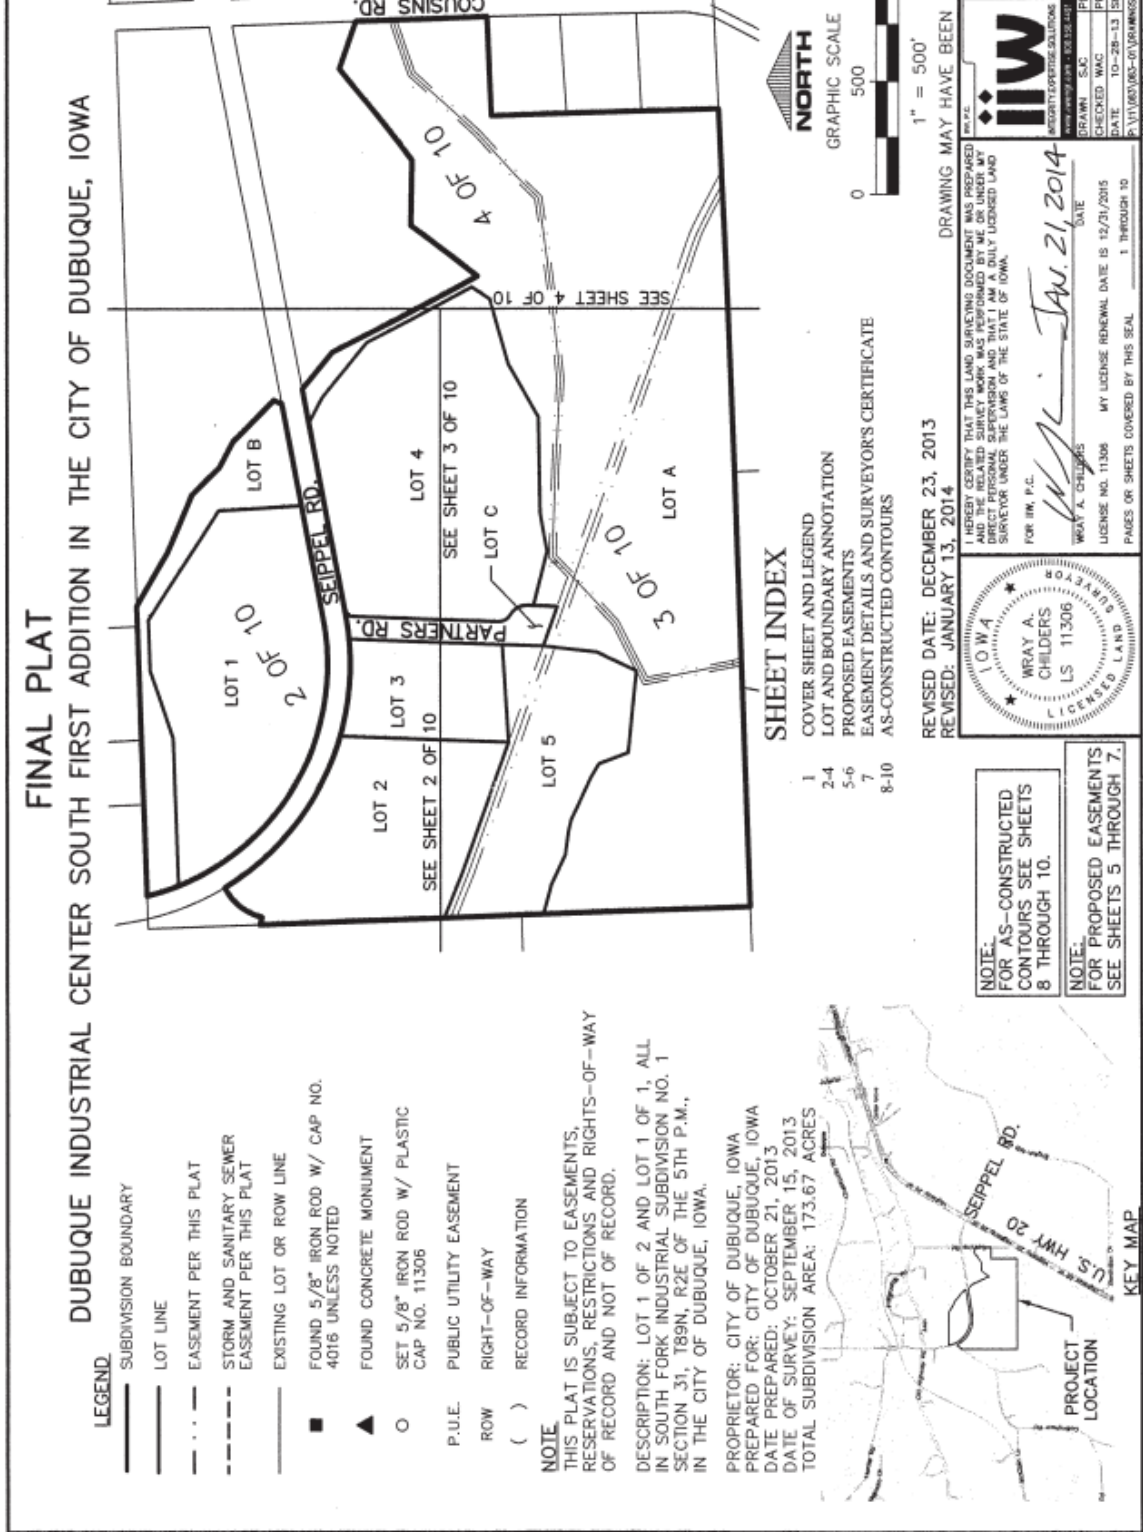 FINAL PLAT
DUBUQUE INDUSTRIAL CENTER SOUTH FIRST ADDITION IN THE CITY OF DUBUQUE, IOWA
LEGEND
SUBDIVISION BOUNDARY
LOT LINE
EASEMENT PER THIS PLAT
STORM AND SANITARY SEWER
EASEMENT PER THIS PLAT
EXISTING LOT OR ROW LINE
FOUND 5/8" IRON ROD W/ CAP NO.
4016 UNLESS NOTED
FOUND CONCRETE MONUMENT
SET 5/8" IRON ROD W/ PLASTIC
CAP NO. 11306
P.U.E. PUBLIC UTILITY EASEMENT
ROW RIGHT-OF-WAY
( ) RECORD INFORMATION
NOTE
THIS PLAT IS SUBJECT TO EASEMENTS,
RESERVATIONS, RESTRICTIONS AND RIGHTS-OF-WAY
OF RECORD AND NOT OF RECORD.
DESCRIPTION: LOT 1 OF 2 AND LOT 1 OF 1, ALL
IN SOUTH FORK INDUSTRIAL SUBDIVISION NO. 1
SECTION 31, T89N, R2E OF THE 5TH P.M.,
IN THE CITY OF DUBUQUE, IOWA.
PROPRIETOR: CITY OF DUBUQUE, IOWA
PREPARED FOR: CITY OF DUBUQUE, IOWA
DATE PREPARED: OCTOBER 21, 2013
DATE OF SURVEY: SEPTEMBER 15, 2013
TOTAL SUBDIVISION AREA: 173.67 ACRES
SEIPPEL RD.
U.S. HWY 20
PROJECT
LOCATION
KEY MAP
COUSINS RD.
LOT 1
2 OF 10
LOT B
SEIPPEL RD.
LOT 2
LOT 3
PARTNERS RD.
LOT 4
4 OF 10
SEE SHEET 2 OF 10
SEE SHEET 3 OF 10
SEE SHEET 4 OF 10
LOT C
LOT 5
3 OF 10
LOT A
NORTH
GRAPHIC SCALE
0 500
1" = 500'
DRAWING MAY HAVE BEEN
SHEET INDEX
1 COVER SHEET AND LEGEND
2-4 LOT AND BOUNDARY ANNOTATION
5-6 PROPOSED EASEMENTS
7 EASEMENT DETAILS AND SURVEYOR'S CERTIFICATE
8-10 AS-CONSTRUCTED CONTOURS
REVISED DATE: DECEMBER 23, 2013
REVISED: JANUARY 13, 2014
NOTE:
FOR AS-CONSTRUCTED
CONTOURS SEE SHEETS
8 THROUGH 10.
NOTE:
FOR PROPOSED EASEMENTS
SEE SHEETS 5 THROUGH 7.
IOWA
WRAY A.
CHILDERS
LS 11306
LICENSED LAND SURVEYOR
I HEREBY CERTIFY THAT THIS LAND SURVEYING DOCUMENT WAS PREPARED
AND THE RELATED SURVEY WORK WAS PERFORMED BY ME OR UNDER MY
DIRECT PERSONAL SUPERVISION AND THAT I AM A DULY LICENSED LAND
SURVEYOR UNDER THE LAWS OF THE STATE OF IOWA.
FOR IIW, P.C.
JAN. 21, 2014
WRAY A. CHILDERS DATE
LICENSE NO. 11306 MY LICENSE RENEWAL DATE IS 12/31/2015
PAGES OR SHEETS COVERED BY THIS SEAL 1 THROUGH 10
IIW, P.C.
IIW
INTEGRITY.EXPERTISE.SOLUTIONS
DRAWN SJC
CHECKED WAC
DATE 10-28-13